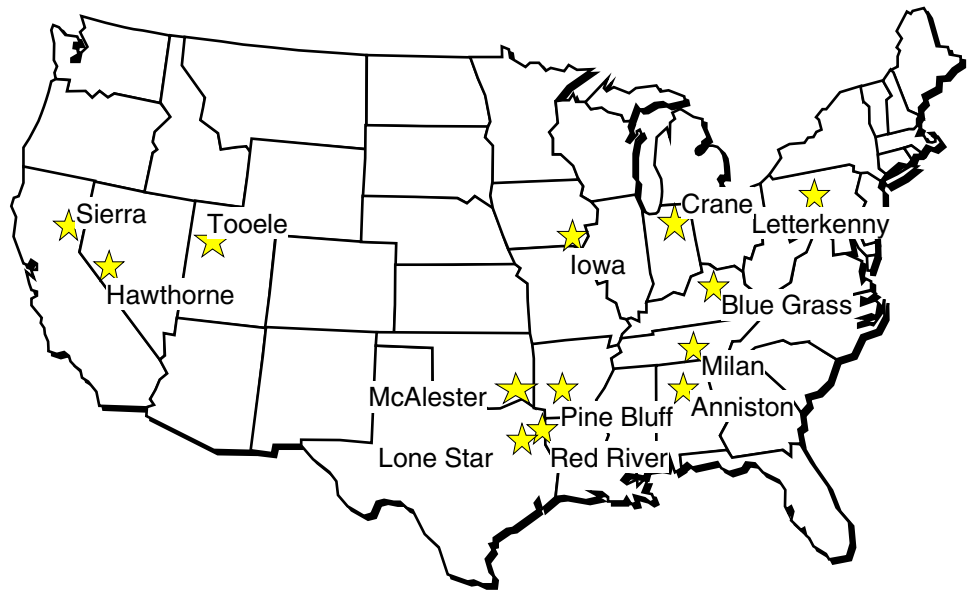 Crane
Sierra
Tooele
Letterkenny
Iowa
Hawthorne
Blue Grass
Milan
McAlester
Anniston
Pine Bluff
Lone Star
Red River